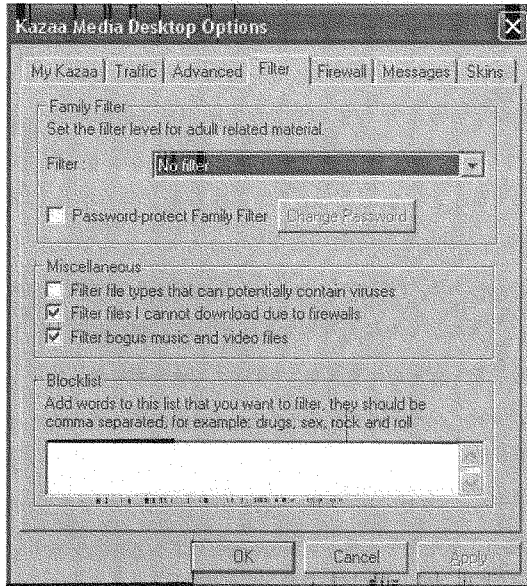 Kazaa Media Desktop Options
My Kazaa Traffic Advanced Filter Firewall Messages Skins
Family Filter
Set the filter level for adult related material.
Filter: No filter
Password-protect Family Filter Change Password
Miscellaneous
Filter file types that can potentially contain viruses
Filter files I cannot download due to firewalls
Filter bogus music and video files
Blocklist
Add words to this list that you want to filter, they should be
comma separated, for example: drugs, sex, rock and roll
OK Cancel Apply